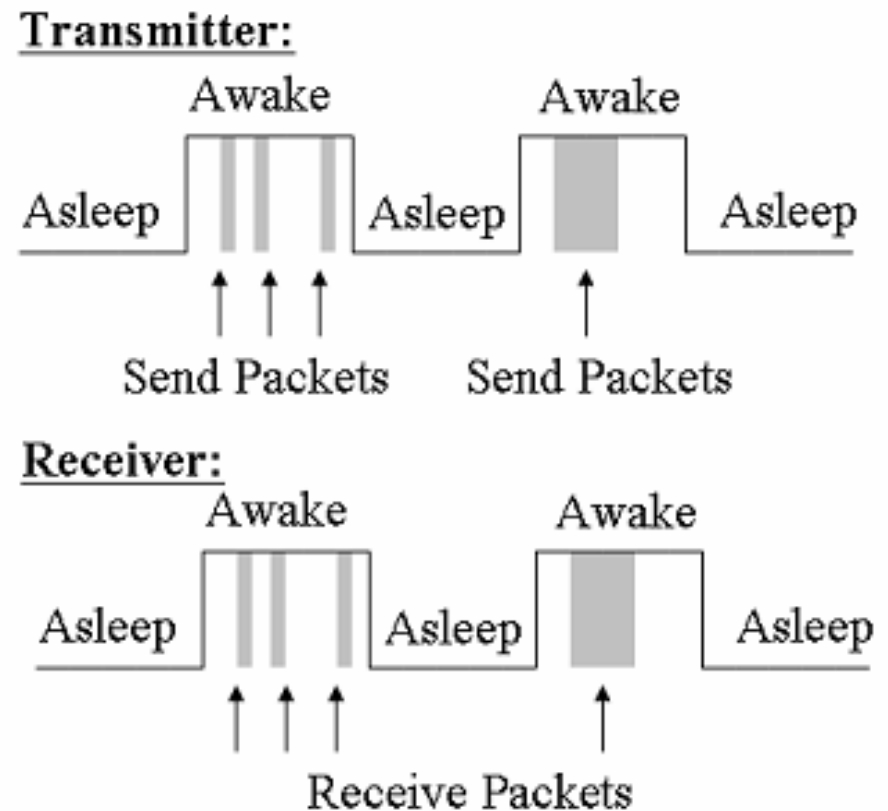 Transmitter:
Awake Awake
Asleep Asleep Asleep
Send Packets Send Packets
Receiver:
Awake Awake
Asleep Asleep Asleep
Receive Packets